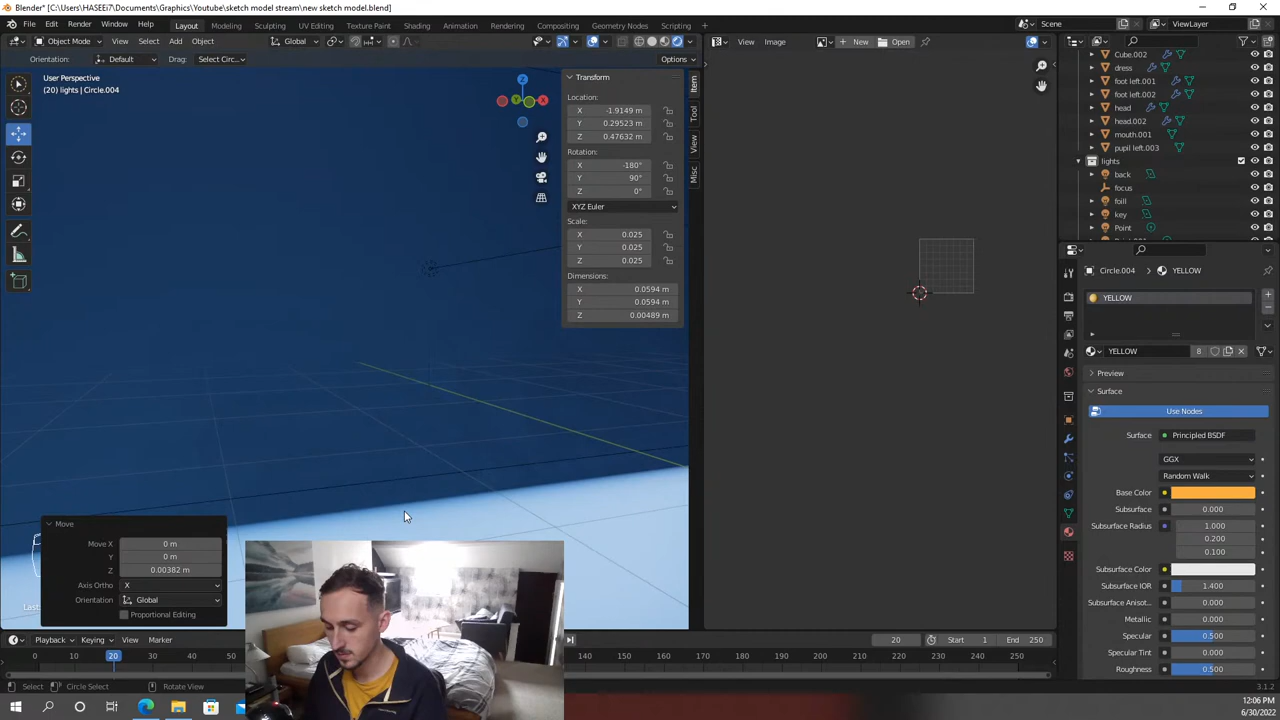 Blender* [C:\Users\HASEEi7\Documents\Graphics\Youtube\sketch model stream\new sketch model.blend]
File Edit Render Window Help Layout Modeling Sculpting UV Editing Texture Paint Shading Animation Rendering Compositing Geometry Nodes Scripting Scene ViewLayer
Object Mode View Select Add Object Global View Image New Open
Orientation: Default Drag: Select Circ... Options
User Perspective
(20) lights | Circle.004
Z
X
Y
Transform
Location:
X -1.9149 m
Y 0.29523 m
Z 0.47632 m
Rotation:
X -180°
Y 90°
Z 0°
XYZ Euler
Scale:
X 0.025
Y 0.025
Z 0.025
Dimensions:
X 0.0594 m
Y 0.0594 m
Z 0.00489 m
Item
Tool
View
Misc
Cube.002
dress
foot left.001
foot left.002
head
head.002
mouth.001
pupil left.003
lights
back
focus
foill
key
Point
Circle.004 YELLOW
YELLOW
YELLOW 8
Preview
Surface
Use Nodes
Surface Principled BSDF
GGX
Random Walk
Base Color
Subsurface 0.000
Subsurface Radius 1.000
0.200
0.100
Subsurface Color
Subsurface IOR 1.400
Subsurface Anisot... 0.000
Metallic 0.000
Specular 0.500
Specular Tint 0.000
Roughness 0.500
Move
Move X 0 m
Y 0 m
Z 0.00382 m
Axis Ortho X
Orientation Global
Proportional Editing
Playback Keying View Marker 20 Start 1 End 250
0 10 20 30 40 50 140 150 160 170 180 190 200 210 220 230 240 250
Select Circle Select Rotate View 3.1.2
12:06 PM
6/30/2022